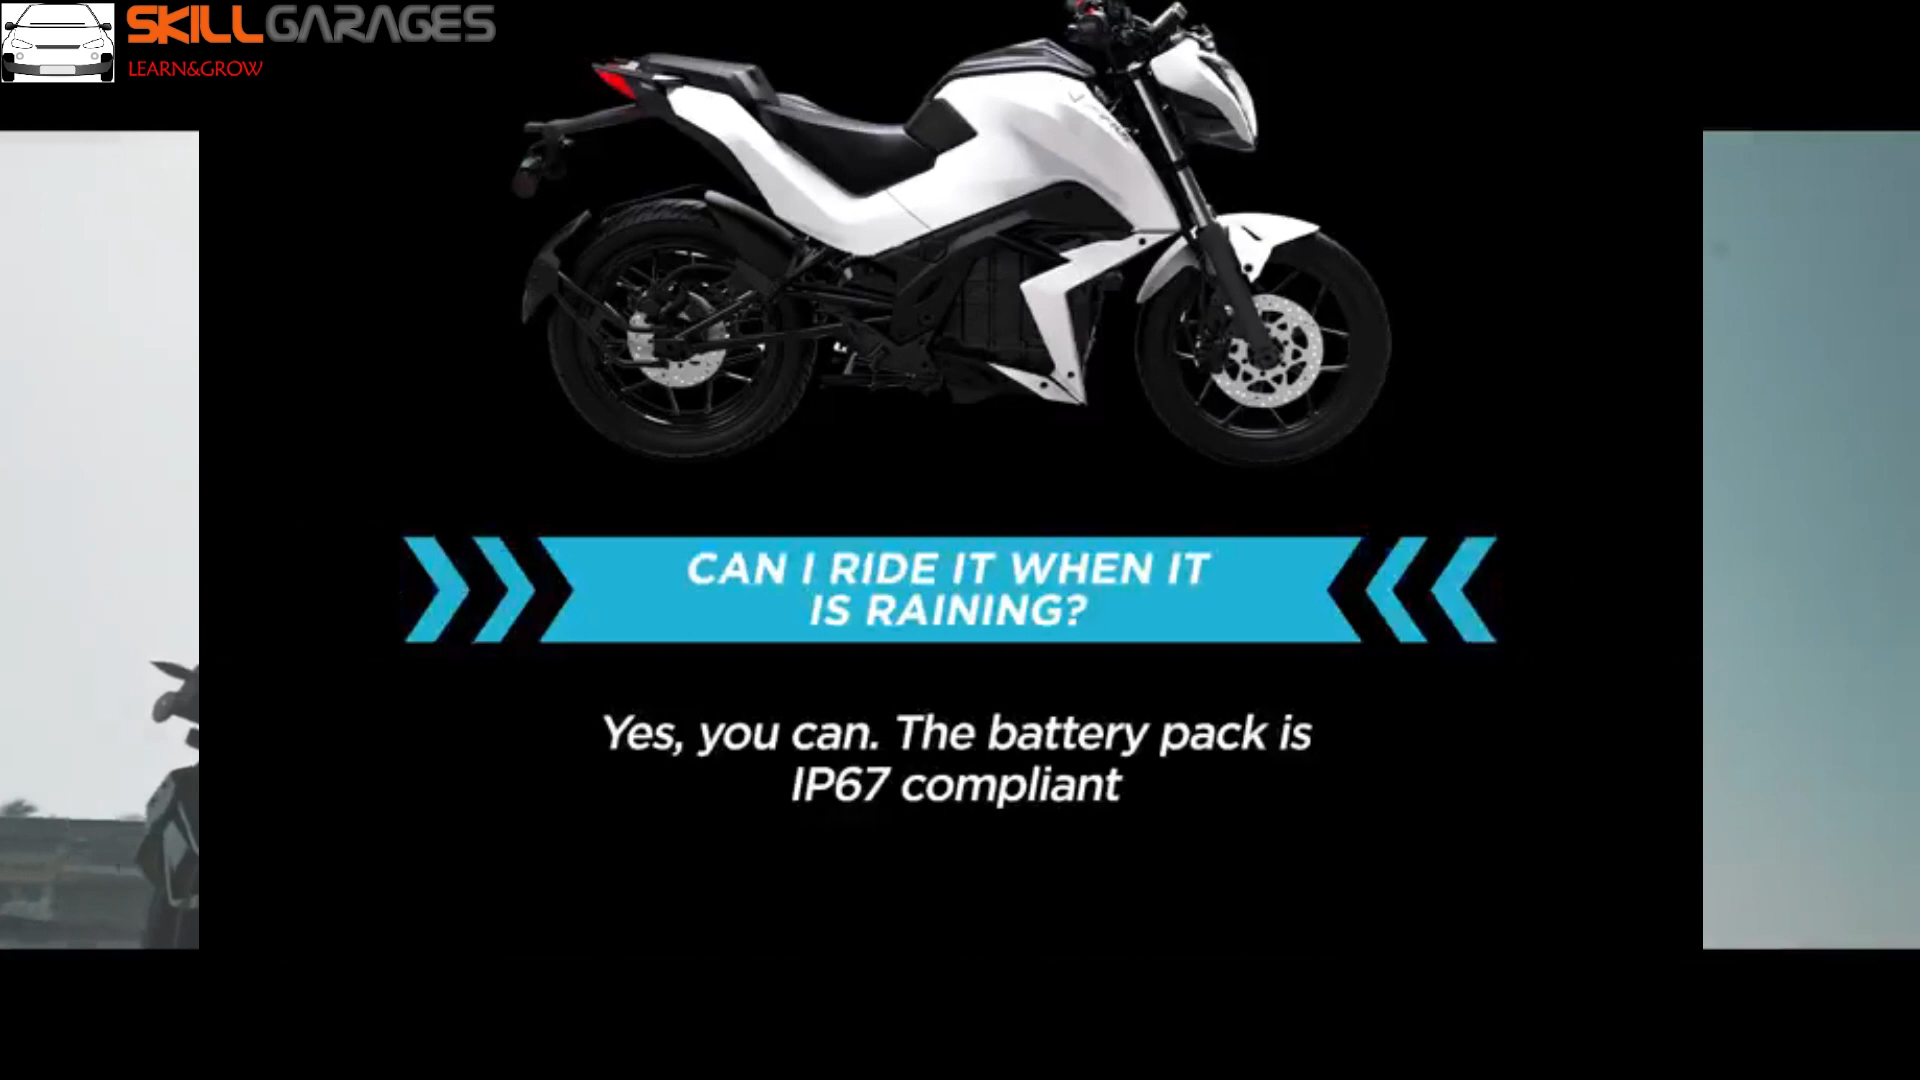 SKILLGARAGES
LEARN&GROW
CAN I RIDE IT WHEN IT
IS RAINING?
Yes, you can. The battery pack is
IP67 compliant